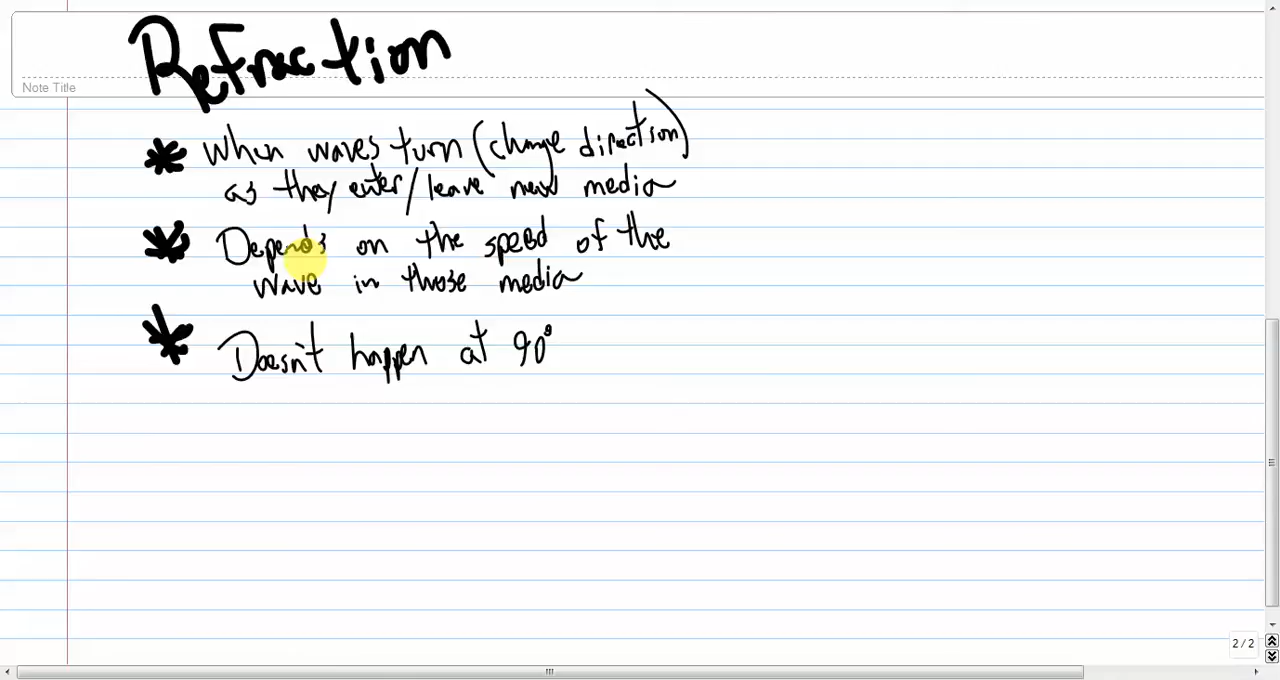 Refraction
Note Title
* When waves turn (change direction)
as they enter/leave new media
* Depends on the speed of the
wave in those media
* Doesn't happen at 90°
2 / 2